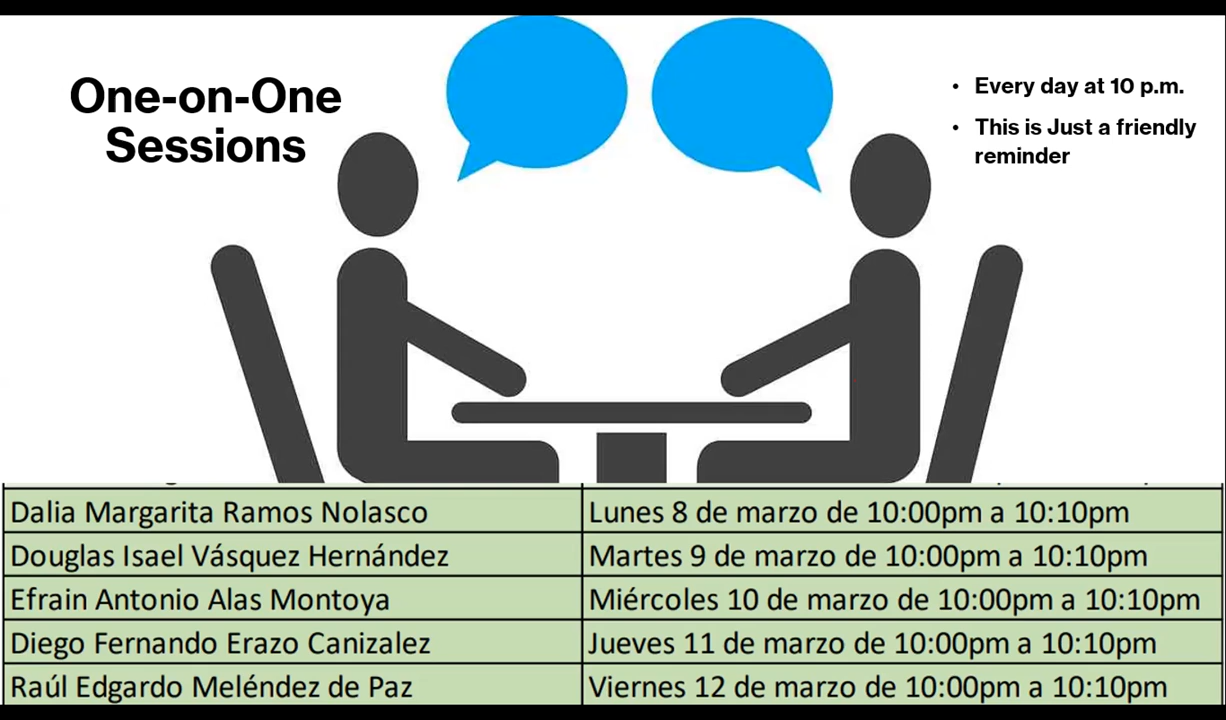 One-on-One
Sessions
• Every day at 10 p.m.
• This is Just a friendly
reminder
Dalia Margarita Ramos Nolasco Lunes 8 de marzo de 10:00pm a 10:10pm
Douglas Isael Vásquez Hernández Martes 9 de marzo de 10:00pm a 10:10pm
Efrain Antonio Alas Montoya Miércoles 10 de marzo de 10:00pm a 10:10pm
Diego Fernando Erazo Canizalez Jueves 11 de marzo de 10:00pm a 10:10pm
Raúl Edgardo Meléndez de Paz Viernes 12 de marzo de 10:00pm a 10:10pm